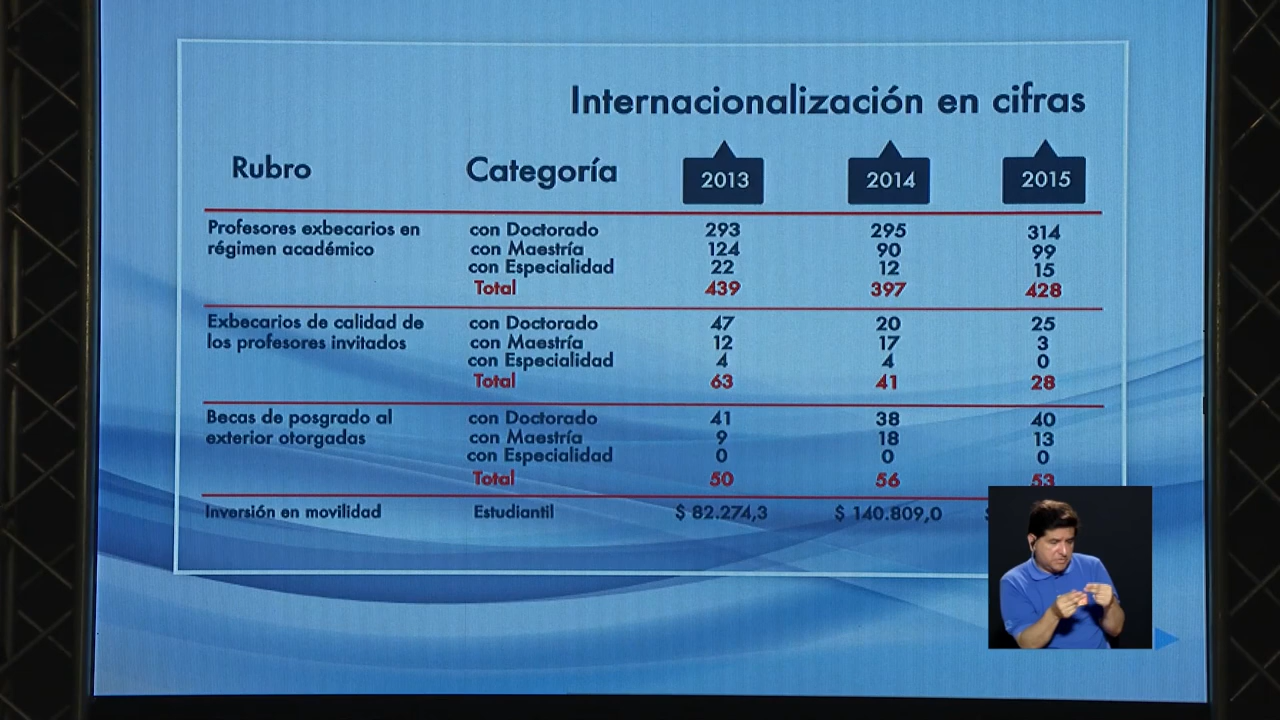 Internacionalización en cifras
Rubro Categoría 2013 2014 2015
Profesores exbecarios en con Doctorado 293 295 314
régimen académico con Maestría 124 90 99
con Especialidad 22 12 15
Total 439 397 428
Exbecarios de calidad de con Doctorado 47 20 25
los profesores invitados con Maestría 12 17 3
con Especialidad 4 4 0
Total 63 41 28
Becas de posgrado al con Doctorado 41 38 40
exterior otorgadas con Maestría 9 18 13
con Especialidad 0 0 0
Total 50 56 53
Inversión en movilidad Estudiantil $ 82.274,3 $ 140.809,0